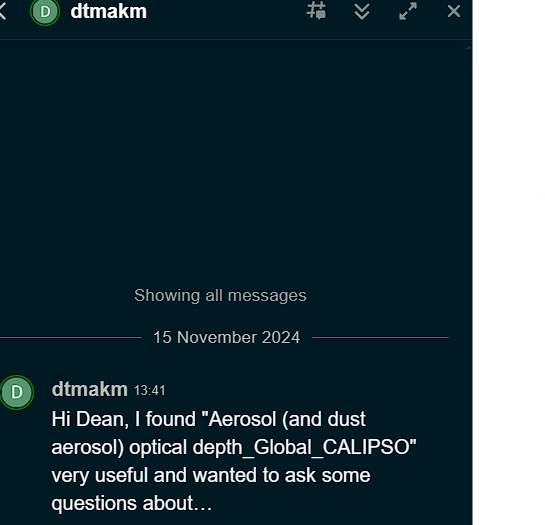 D dtmakm
Showing all messages
15 November 2024
D dtmakm 13:41
Hi Dean, I found "Aerosol (and dust
aerosol) optical depth_Global_CALIPSO"
very useful and wanted to ask some
questions about…